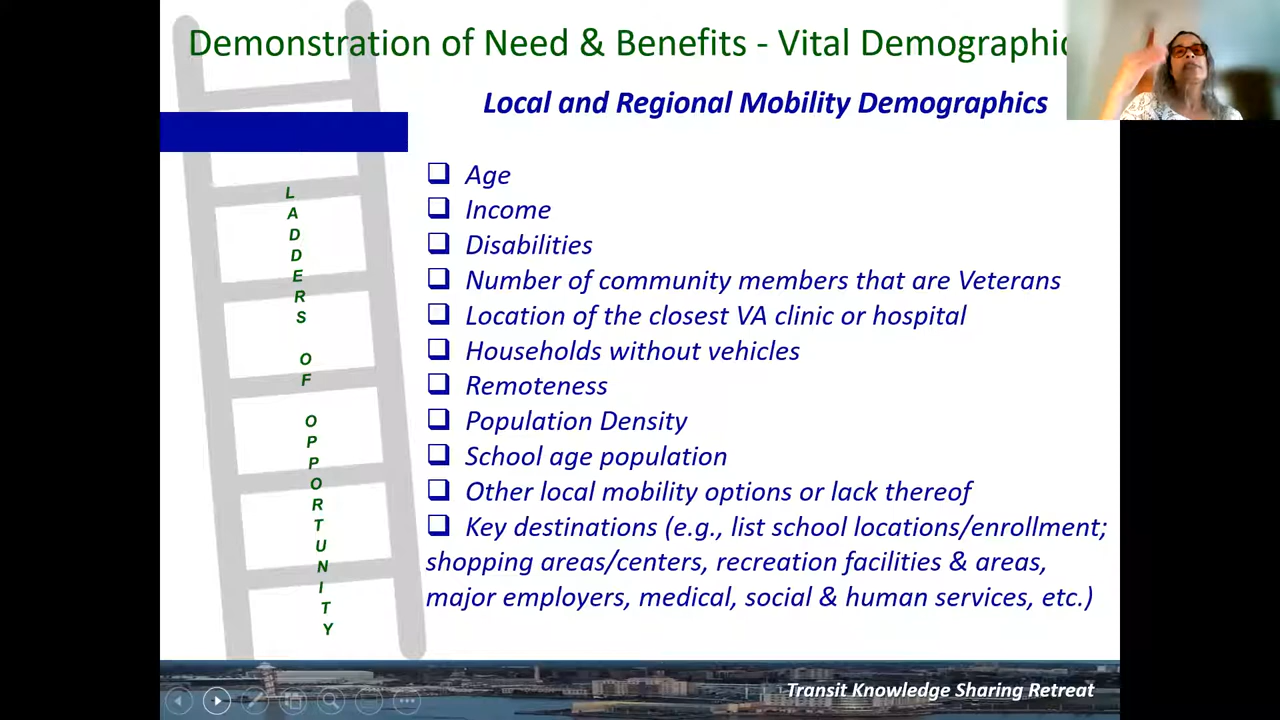 Demonstration of Need & Benefits - Vital Demographic
Local and Regional Mobility Demographics
LADDERS OF OPPORTUNITY
❑ Age
❑ Income
❑ Disabilities
❑ Number of community members that are Veterans
❑ Location of the closest VA clinic or hospital
❑ Households without vehicles
❑ Remoteness
❑ Population Density
❑ School age population
❑ Other local mobility options or lack thereof
❑ Key destinations (e.g., list school locations/enrollment;
shopping areas/centers, recreation facilities & areas,
major employers, medical, social & human services, etc.)
Transit Knowledge Sharing Retreat